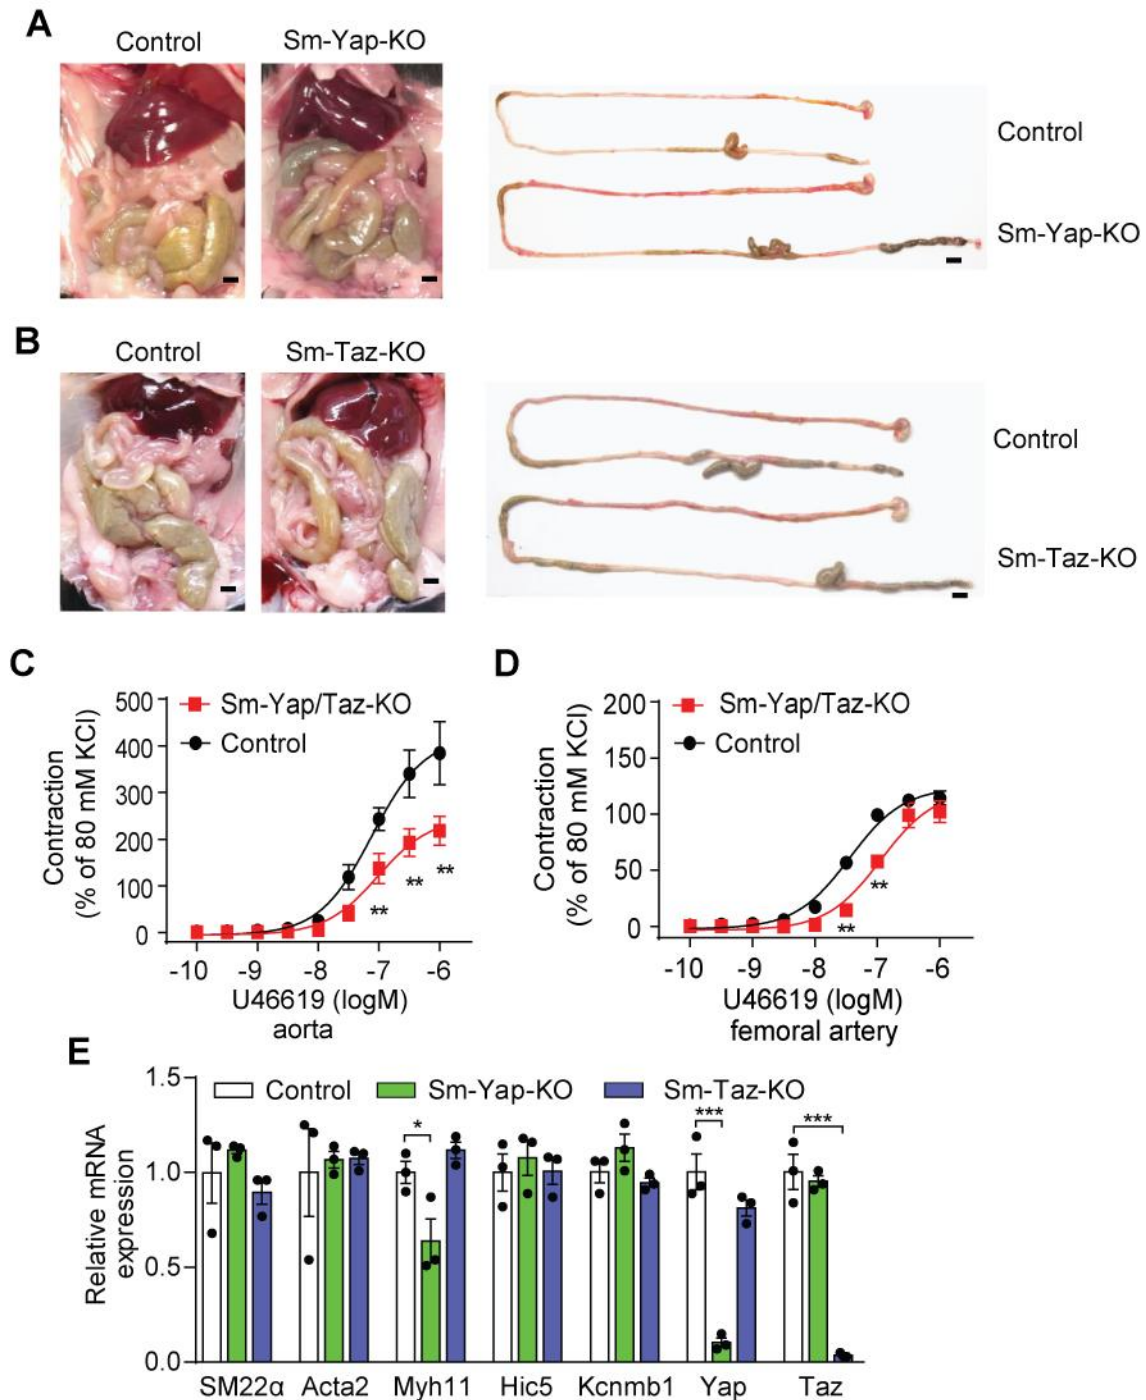 A
Control Sm-Yap-KO
Control
Sm-Yap-KO
B
Control Sm-Taz-KO
Control
Sm-Taz-KO
C
Contraction
(% of 80 mM KCl)
500
400
300
200
100
0
Sm-Yap/Taz-KO
Control
**
**
**
-10 -9 -8 -7 -6
U46619 (logM)
aorta
D
Contraction
(% of 80 mM KCl)
200
150
100
50
0
Sm-Yap/Taz-KO
Control
**
**
-10 -9 -8 -7 -6
U46619 (logM)
femoral artery
E
Relative mRNA
expression
1.5
1.0
0.5
0.0
Control Sm-Yap-KO Sm-Taz-KO
* *** ***
SM22α Acta2 Myh11 Hic5 Kcnmb1 Yap Taz